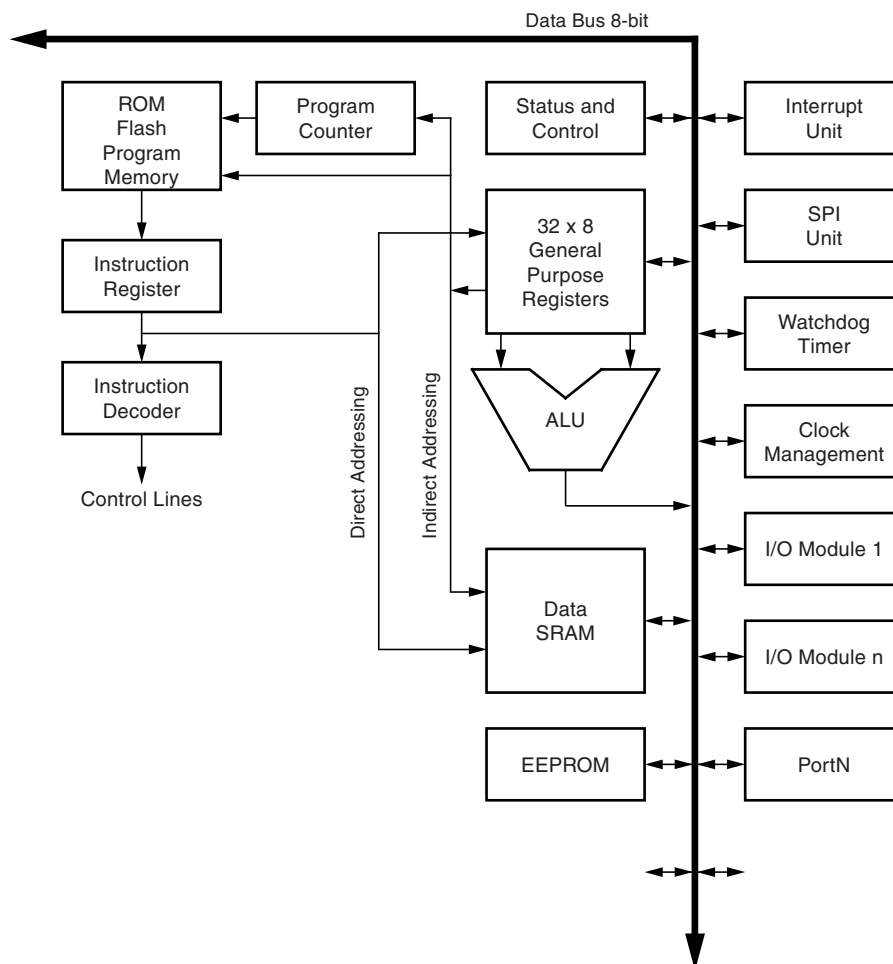 Data Bus 8-bit
ROM
Flash
Program
Memory
Program
Counter
Status and
Control
Interrupt
Unit
32 x 8
General
Purpose
Registers
SPI
Unit
Instruction
Register
Watchdog
Timer
Instruction
Decoder
ALU
Clock
Management
Control Lines
Direct Addressing
Indirect Addressing
I/O Module 1
Data
SRAM
I/O Module n
EEPROM
PortN